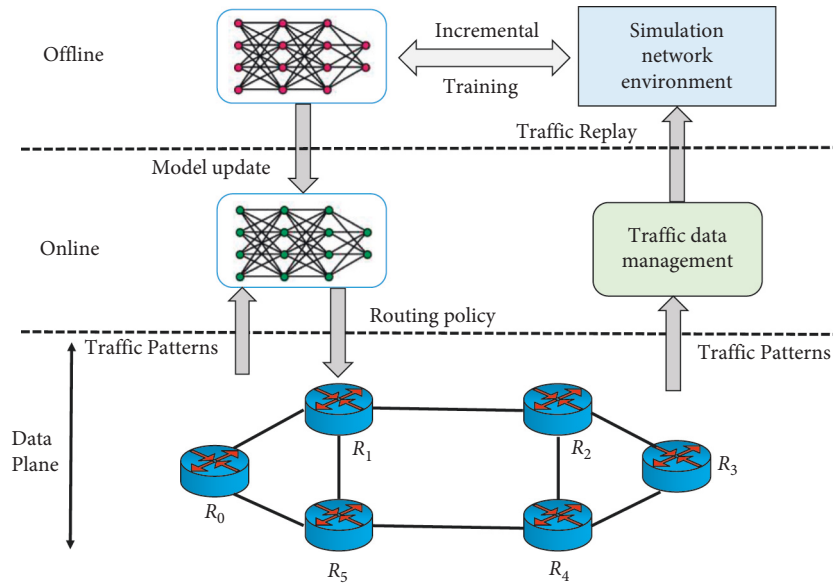 Offline
Incremental
Training
Simulation
network
environment
Traffic Replay
Model update
Online
Traffic data
management
Routing policy
Traffic Patterns
Traffic Patterns
Data
Plane
R0
R1
R2
R3
R4
R5